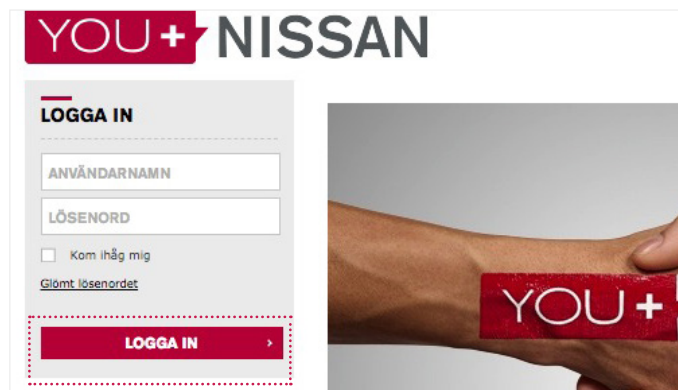 YOU+ NISSAN
LOGGA IN
ANVÄNDARNAMN
LÖSENORD
Kom ihåg mig
Glömt lösenordet
LOGGA IN ›
YOU+